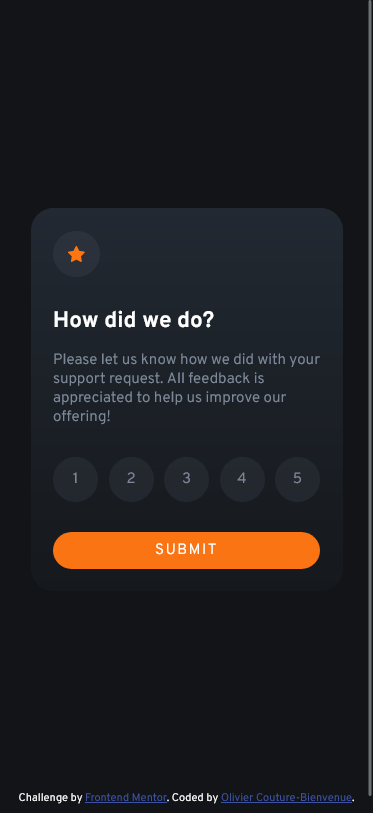 How did we do?
Please let us know how we did with your
support request. All feedback is
appreciated to help us improve our
offering!
1 2 3 4 5
SUBMIT
Challenge by Frontend Mentor. Coded by Olivier Couture-Bienvenue.